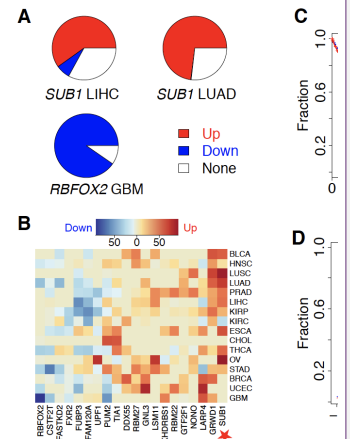 A
SUB1 LIHC
SUB1 LUAD
RBFOX2 GBM
Up
Down
None
B
Down
Up
50 0 50
BLCA
HNSC
LUSC
LUAD
PRAD
LIHC
KIRP
KIRC
ESCA
CHOL
THCA
OV
STAD
BRCA
UCEC
GBM
RBFOX2
CSTF2T
FASTKD2
FXR2
FUBP3
FAM120A
UPF1
PUM2
TIA1
DDX55
RBM27
GNL3
LSM11
KHDRBS1
RBM22
GTF2F1
NONO
LARP4
GRWD1
SUB1
C
Fraction
0.2 0.6 1.0
0
D
Fraction
0.2 0.6 1.0